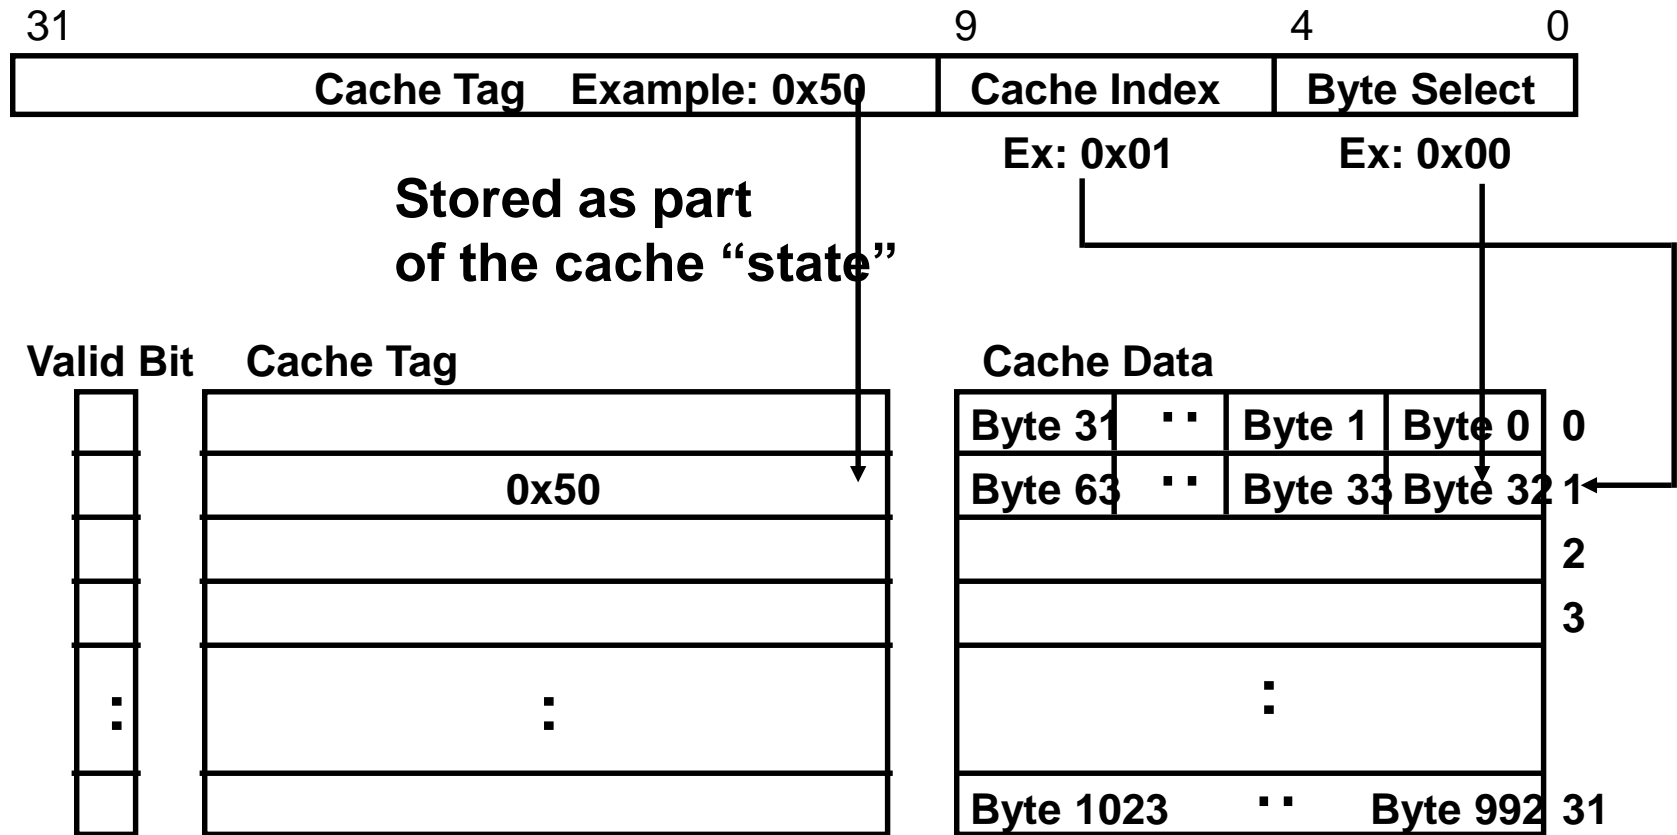 31 9 4 0
Cache Tag Example: 0x50 Cache Index Byte Select
Ex: 0x01 Ex: 0x00
Stored as part
of the cache “state”
Valid Bit Cache Tag Cache Data
Byte 31 ·· Byte 1 Byte 0 0
0x50 Byte 63 ·· Byte 33 Byte 32 1
2
3
: : :
Byte 1023 ·· Byte 992 31